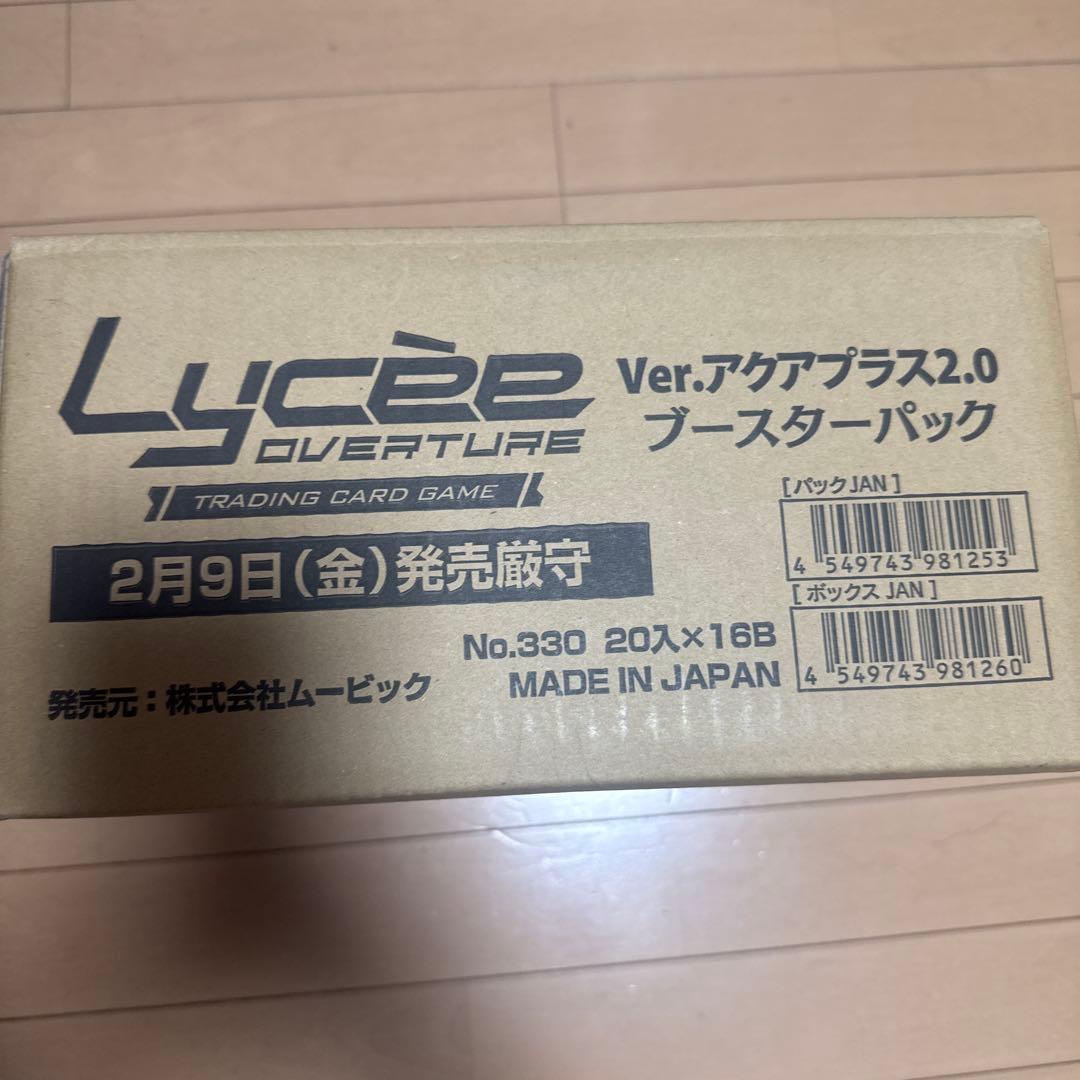 Lycèe
OVERTURE
TRADING CARD GAME
Ver.アクアプラス2.0
ブースターパック
[パックJAN]
4 549743 981253
2月9日(金)発売厳守
[ボックス JAN]
4 549743 981260
No.330 20入×16B
MADE IN JAPAN
発売元:株式会社ムービック